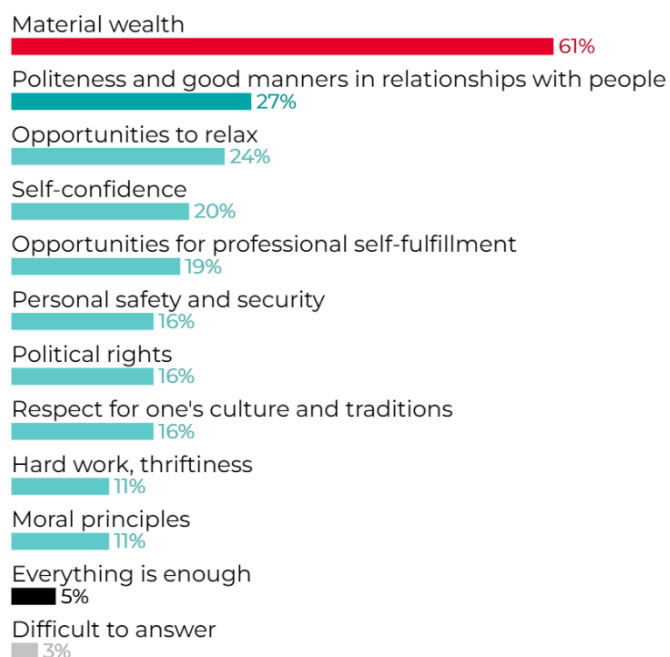 Material wealth
61%
Politeness and good manners in relationships with people
27%
Opportunities to relax
24%
Self-confidence
20%
Opportunities for professional self-fulfillment
19%
Personal safety and security
16%
Political rights
16%
Respect for one's culture and traditions
16%
Hard work, thriftiness
11%
Moral principles
11%
Everything is enough
5%
Difficult to answer
3%